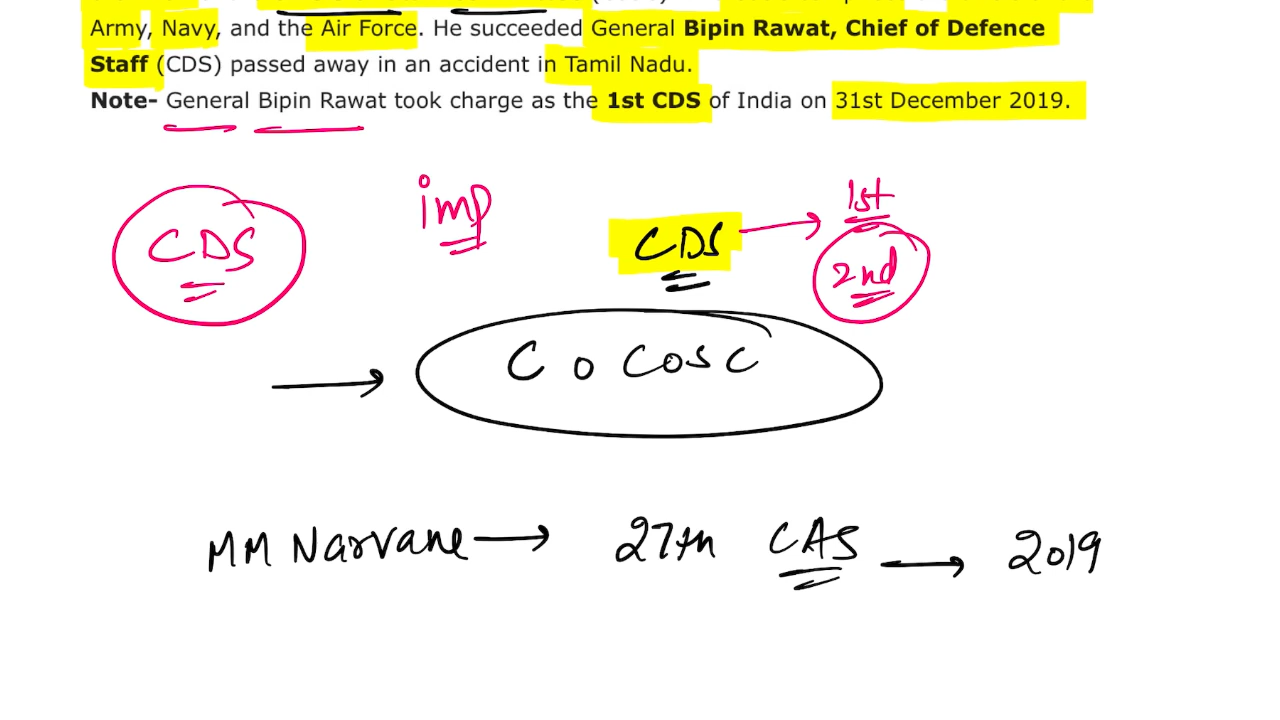 Army, Navy, and the Air Force. He succeeded General Bipin Rawat, Chief of Defence
Staff (CDS) passed away in an accident in Tamil Nadu.
Note- General Bipin Rawat took charge as the 1st CDS of India on 31st December 2019.
CDS imp CDS 1st
2nd
C o COSC
MM Narvane 27th CAS 2019